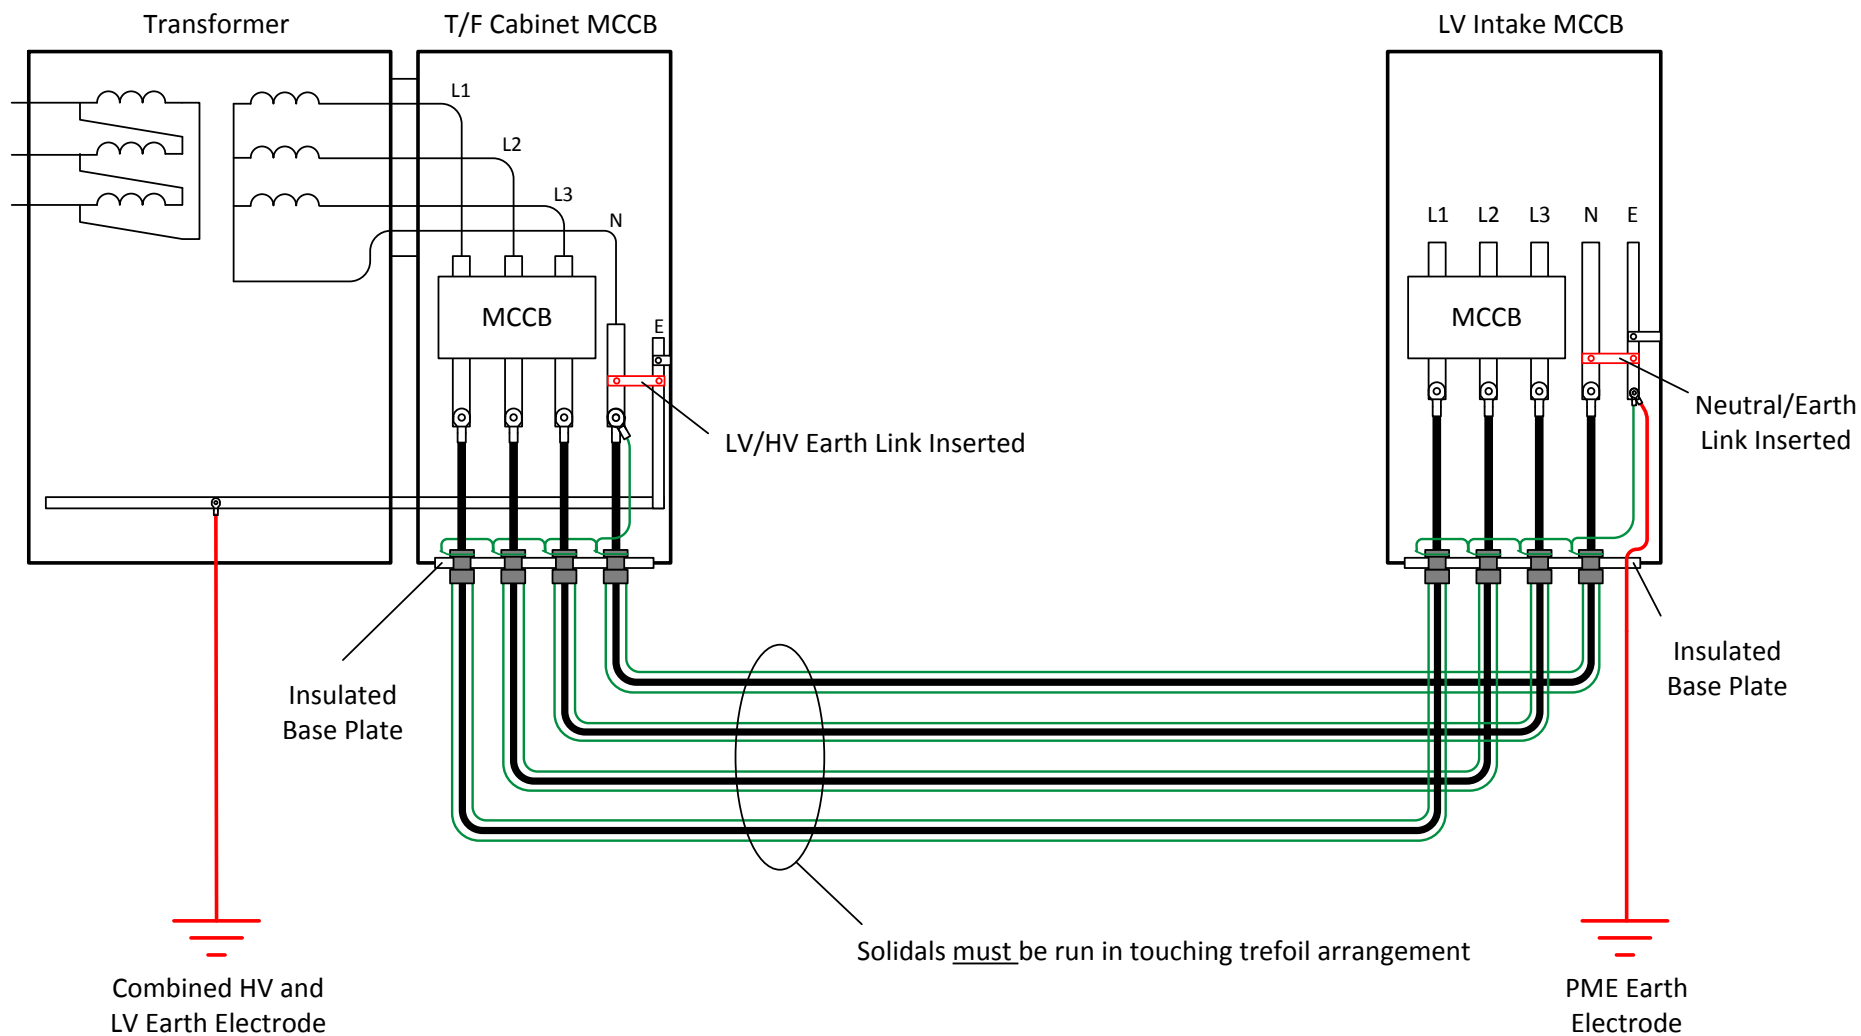 Transformer
T/F Cabinet MCCB
LV Intake MCCB
L1
L2
L3
N
MCCB
E
L1 L2 L3 N E
MCCB
LV/HV Earth Link Inserted
Neutral/Earth
Link Inserted
Insulated
Base Plate
Insulated
Base Plate
Solidals must be run in touching trefoil arrangement
Combined HV and
LV Earth Electrode
PME Earth
Electrode